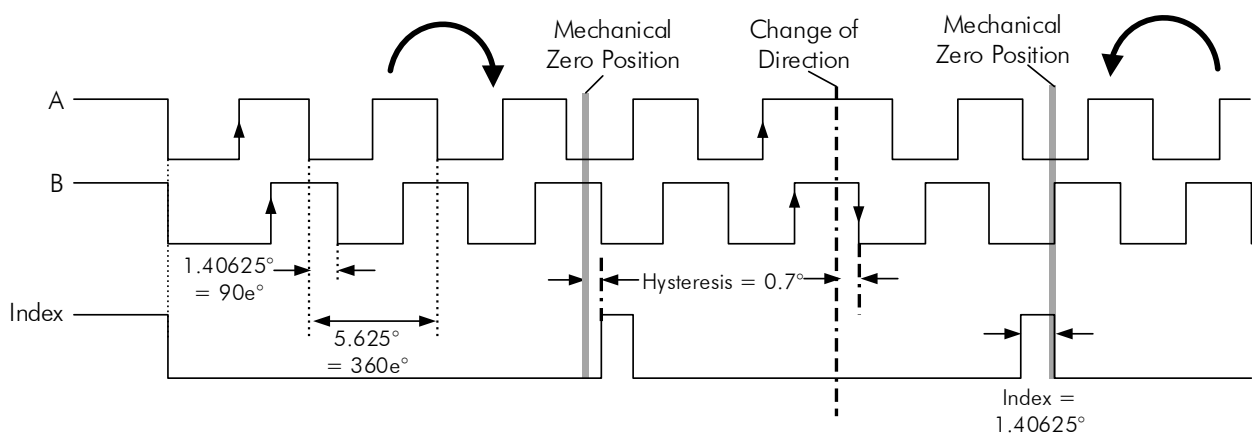 Mechanical
Zero Position
Change of
Direction
Mechanical
Zero Position
A
B
1.40625°
= 90e°
Hysteresis = 0.7°
Index
5.625°
= 360e°
Index =
1.40625°